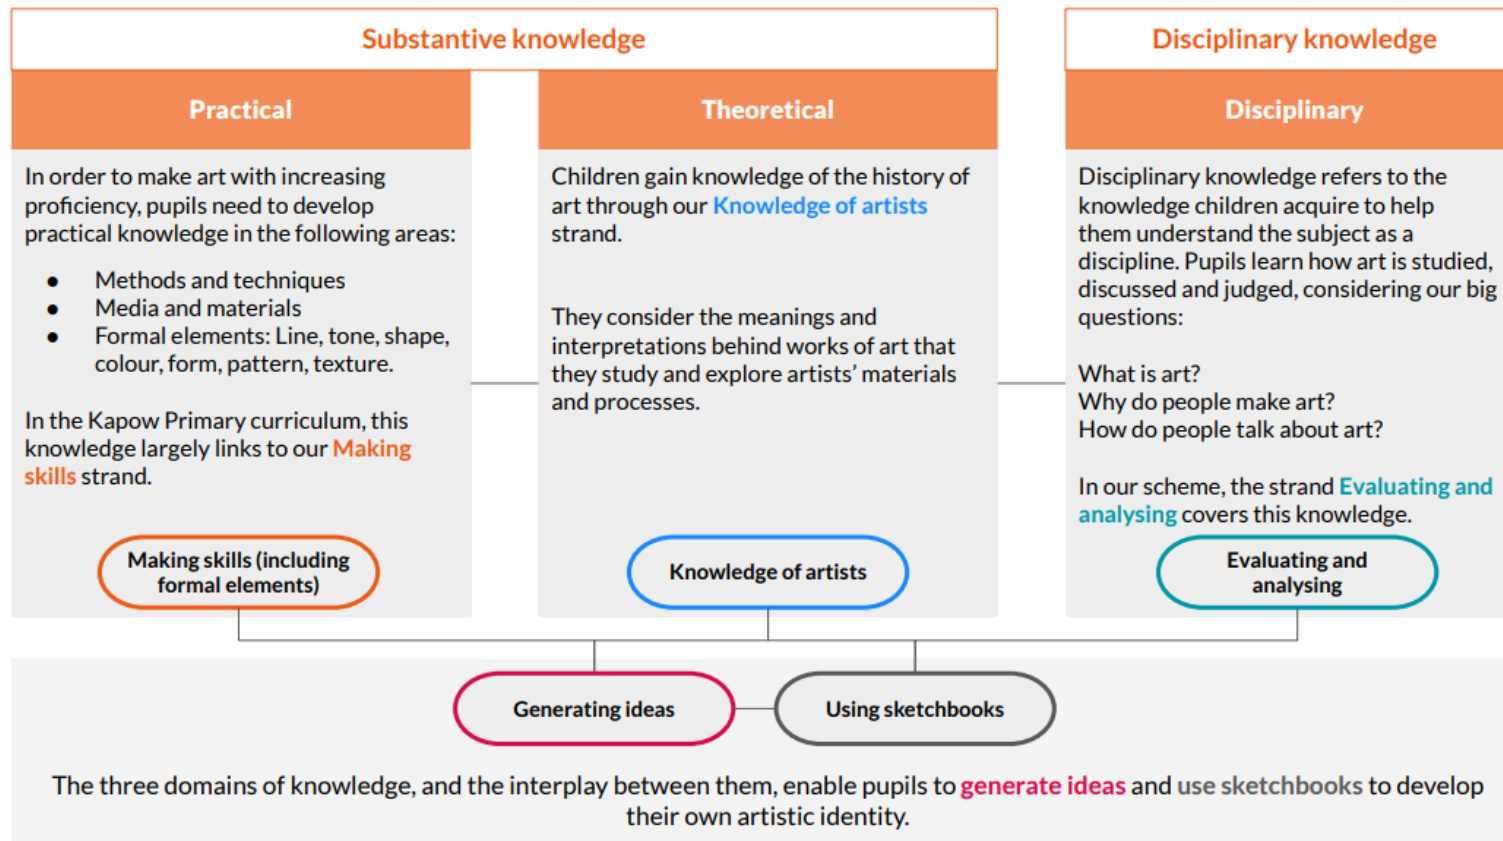 Substantive knowledge
Practical
In order to make art with increasing
proficiency, pupils need to develop
practical knowledge in the following areas:
● Methods and techniques
● Media and materials
● Formal elements: Line, tone, shape,
colour, form, pattern, texture.
In the Kapow Primary curriculum, this
knowledge largely links to our Making
skills strand.
Making skills (including
formal elements)
Theoretical
Children gain knowledge of the history of
art through our Knowledge of artists
strand.
They consider the meanings and
interpretations behind works of art that
they study and explore artists’ materials
and processes.
Knowledge of artists
Disciplinary knowledge
Disciplinary
Disciplinary knowledge refers to the
knowledge children acquire to help
them understand the subject as a
discipline. Pupils learn how art is studied,
discussed and judged, considering our big
questions:
What is art?
Why do people make art?
How do people talk about art?
In our scheme, the strand Evaluating and
analysing covers this knowledge.
Evaluating and
analysing
Generating ideas
Using sketchbooks
The three domains of knowledge, and the interplay between them, enable pupils to generate ideas and use sketchbooks to develop
their own artistic identity.